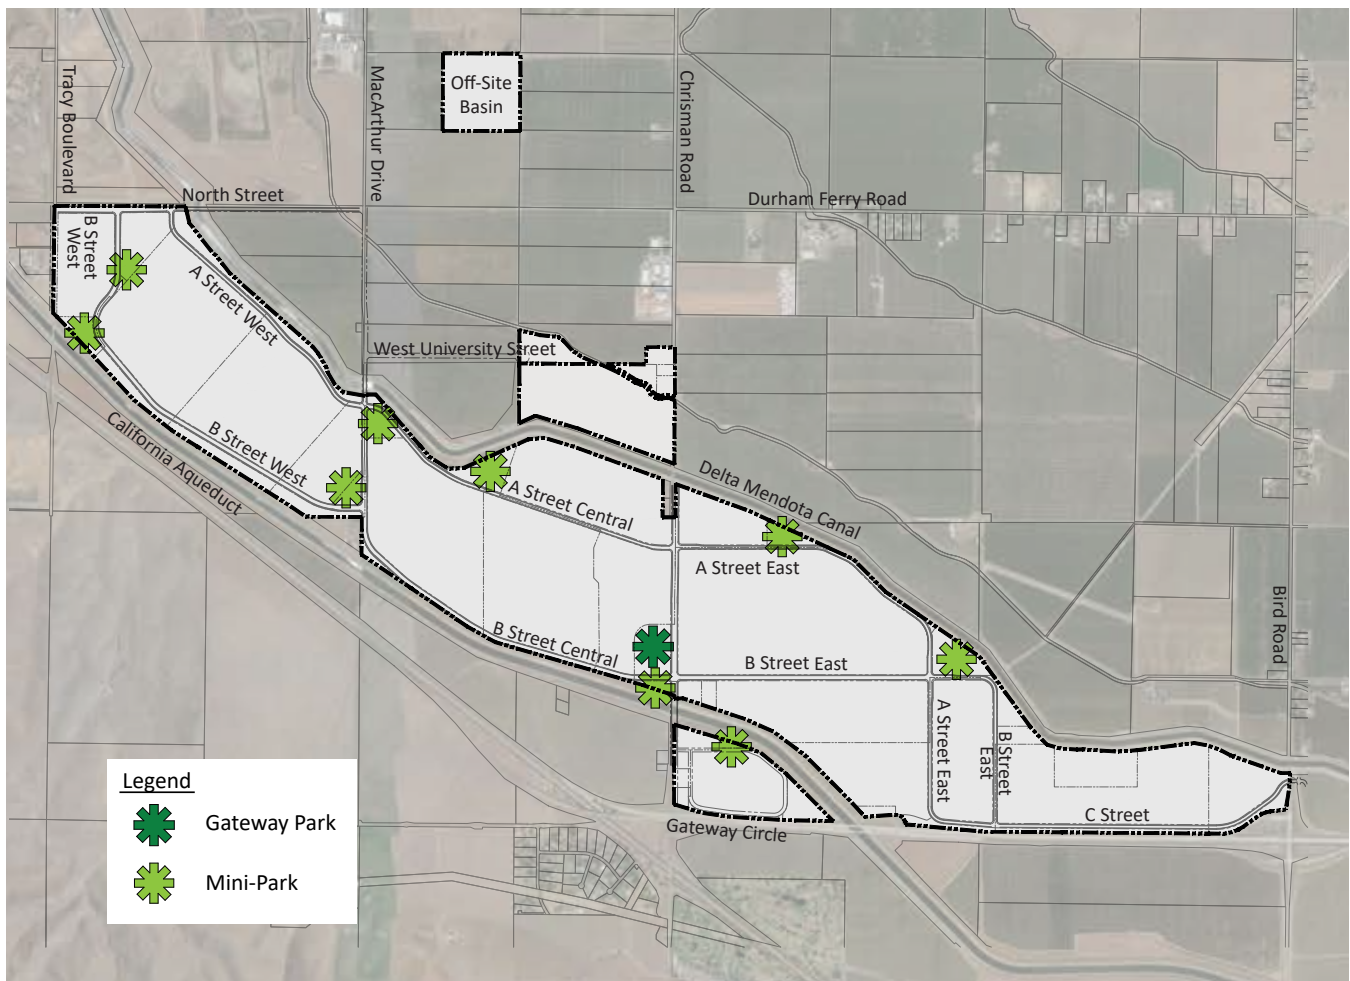 Off-Site
Basin
Tracy Boulevard
MacArthur Drive
Chrisman Road
North Street
Durham Ferry Road
B Street
West
A Street West
West University Street
B Street West
California Aqueduct
A Street Central
Delta Mendota Canal
A Street East
Bird Road
B Street Central
B Street East
A Street East
B Street
East
C Street
Gateway Circle
Legend
Gateway Park
Mini-Park